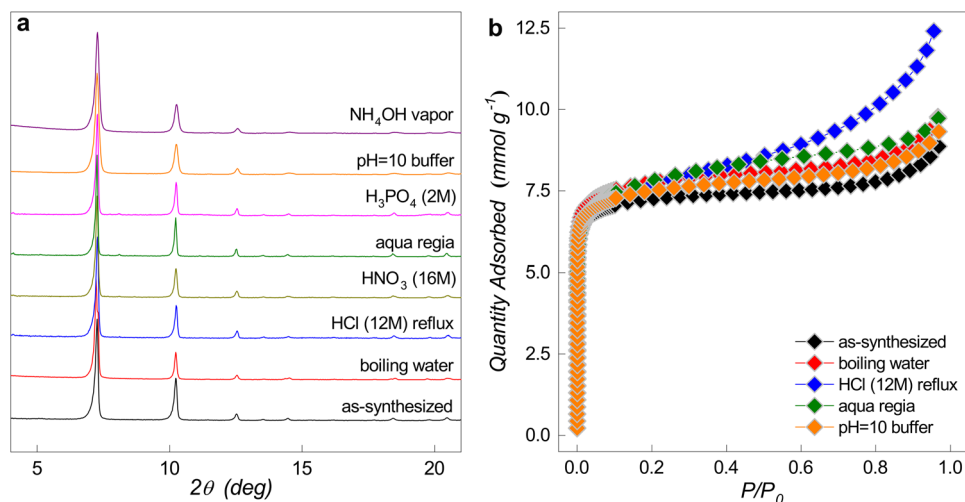 a
NH₄OH vapor
pH=10 buffer
H₃PO₄ (2M)
aqua regia
HNO₃ (16M)
HCl (12M) reflux
boiling water
as-synthesized
5 10 15 20
2θ (deg)
b
Quantity Adsorbed (mmol g⁻¹)
12.5
10.0
7.5
5.0
2.5
0.0
as-synthesized
boiling water
HCl (12M) reflux
aqua regia
pH=10 buffer
0.0 0.2 0.4 0.6 0.8 1.0
P/P₀